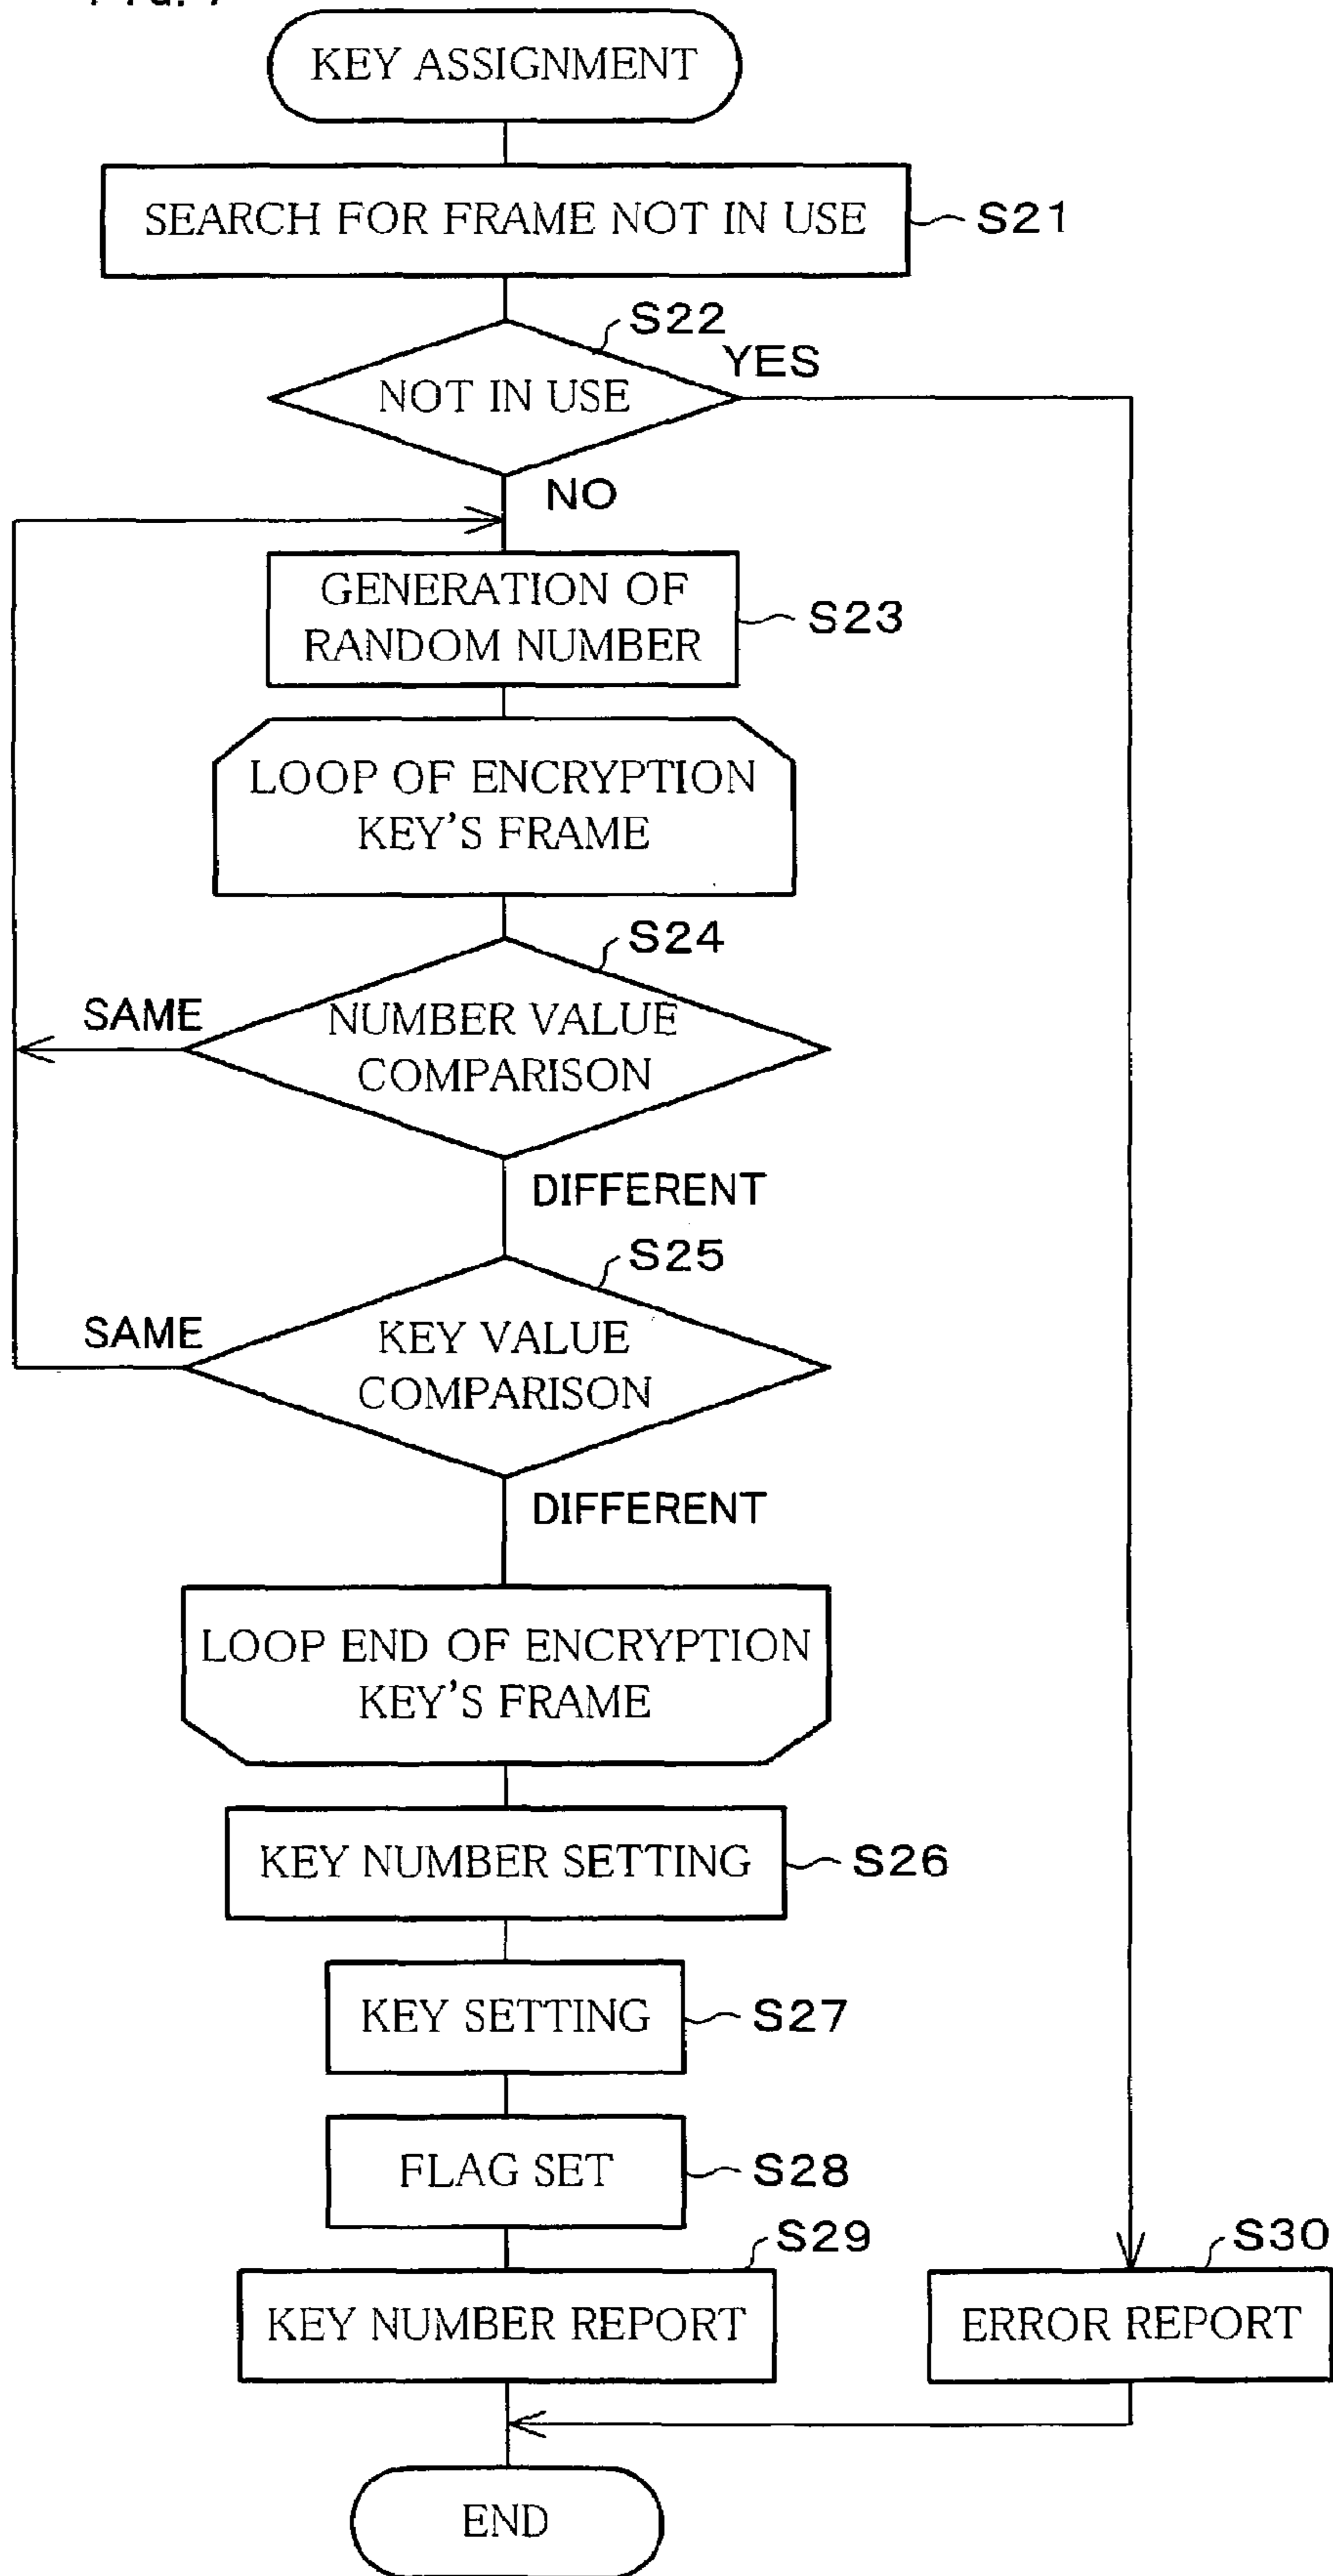 KEY ASSIGNMENT
SEARCH FOR FRAME NOT IN USE
S21
S22
YES
NOT IN USE
NO
GENERATION OF
RANDOM NUMBER
S23
LOOP OF ENCRYPTION
KEY'S FRAME
S24
SAME
NUMBER VALUE
COMPARISON
DIFFERENT
S25
SAME
KEY VALUE
COMPARISON
DIFFERENT
LOOP END OF ENCRYPTION
KEY'S FRAME
KEY NUMBER SETTING
S26
KEY SETTING
S27
FLAG SET
S28
S29
S30
KEY NUMBER REPORT
ERROR REPORT
END